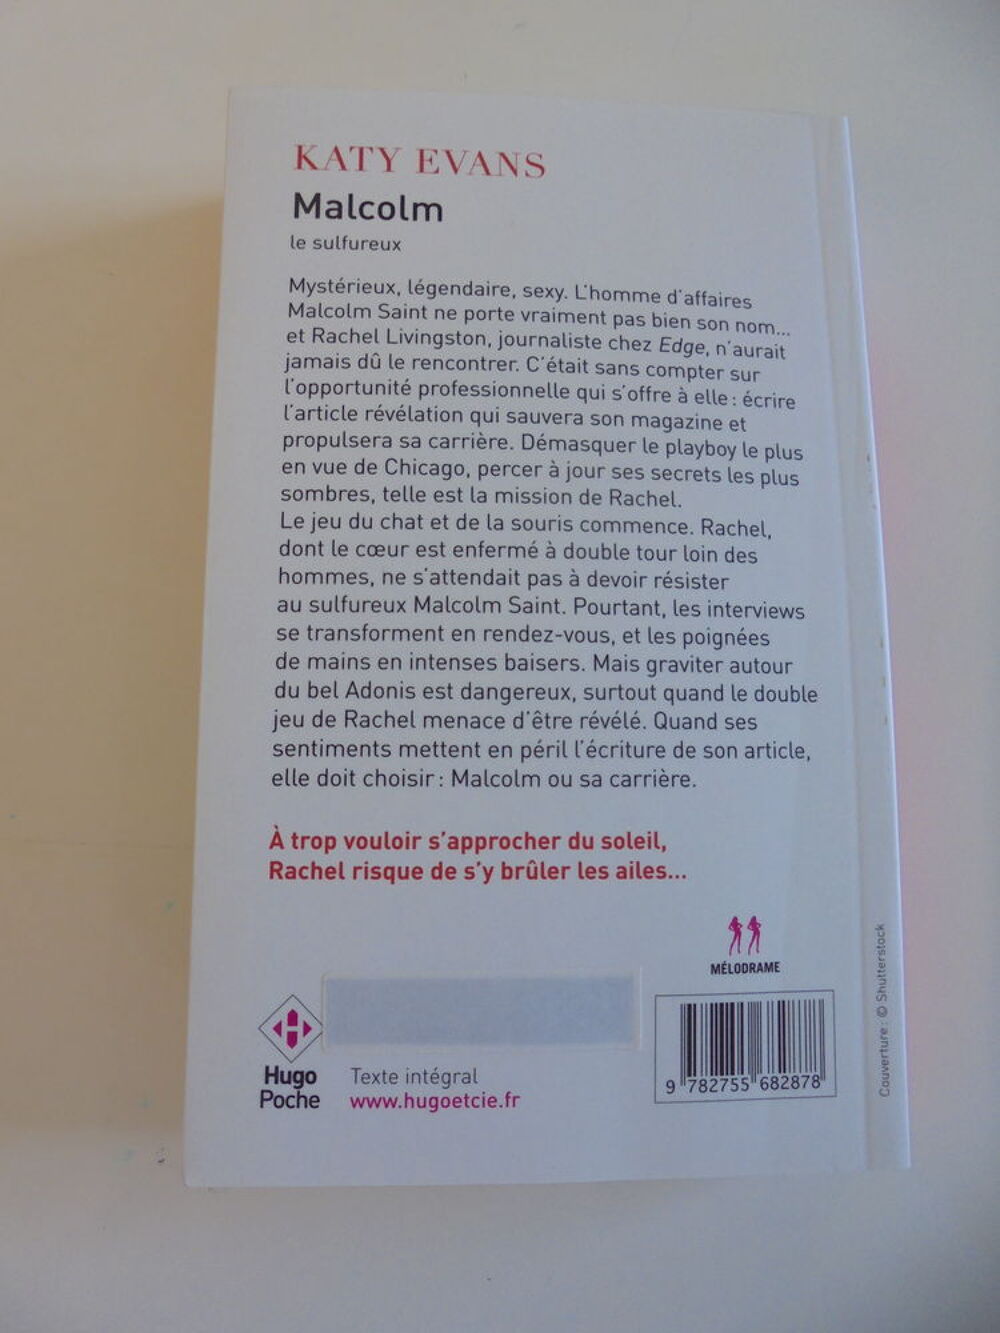 KATY EVANS
Malcolm
le sulfureux
Mystérieux, légendaire, sexy. L'homme d'affaires
Malcolm Saint ne porte vraiment pas bien son nom...
et Rachel Livingston, journaliste chez Edge, n'aurait
jamais dû le rencontrer. C'était sans compter sur
l'opportunité professionnelle qui s'offre à elle : écrire
l'article révélation qui sauvera son magazine et
propulsera sa carrière. Démasquer le playboy le plus
en vue de Chicago, percer à jour ses secrets les plus
sombres, telle est la mission de Rachel.
Le jeu du chat et de la souris commence. Rachel,
dont le cœur est enfermé à double tour loin des
hommes, ne s'attendait pas à devoir résister
au sulfureux Malcolm Saint. Pourtant, les interviews
se transforment en rendez-vous, et les poignées
de mains en intenses baisers. Mais graviter autour
du bel Adonis est dangereux, surtout quand le double
jeu de Rachel menace d'être révélé. Quand ses
sentiments mettent en péril l'écriture de son article,
elle doit choisir : Malcolm ou sa carrière.
À trop vouloir s'approcher du soleil,
Rachel risque de s'y brûler les ailes...
MÉLODRAME
Hugo
Poche
Texte intégral
www.hugoetcie.fr
9 782755 682878
Couverture : © Shutterstock